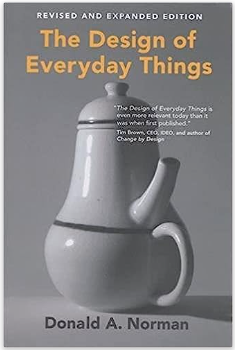 REVISED AND EXPANDED EDITION
The Design of
Everyday Things
"The Design of Everyday Things is
even more relevant today than it
was when first published."
Tim Brown, CEO, IDEO, and author of
Change by Design
Donald A. Norman